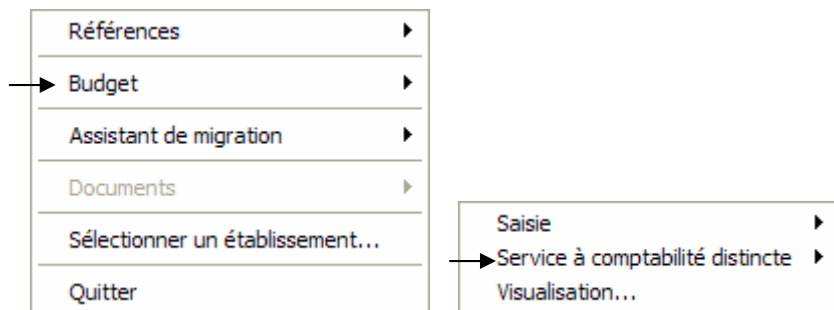 Références
Budget
Assistant de migration
Documents
Sélectionner un établissement...
Quitter
Saisie
Service à comptabilité distincte
Visualisation...